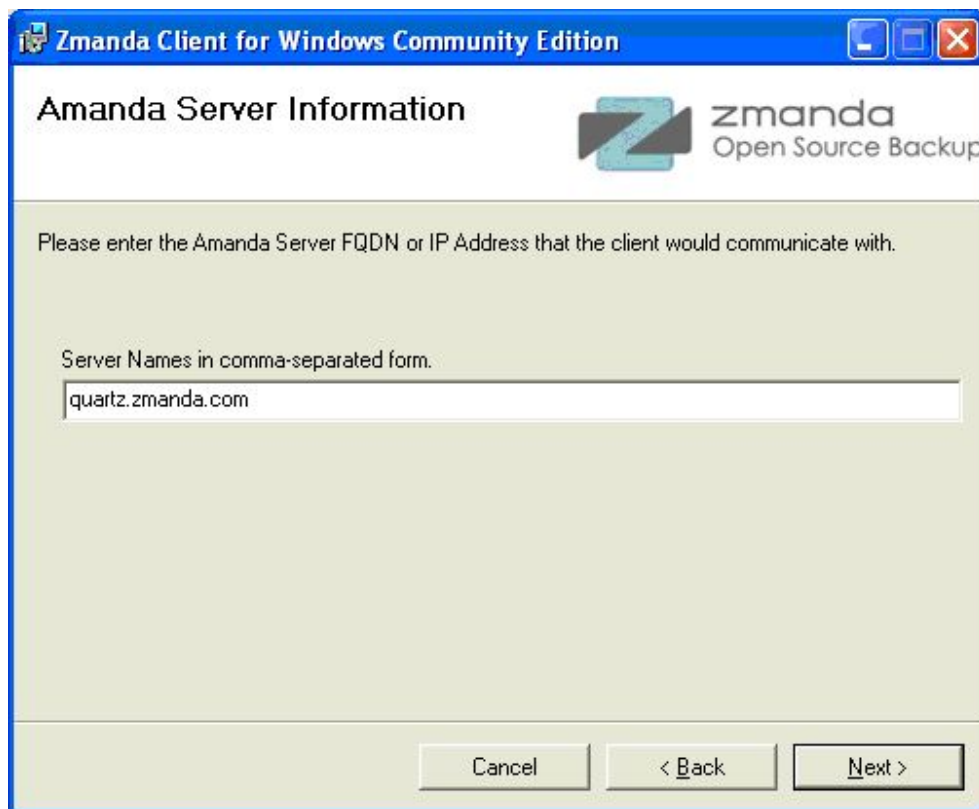 Zmanda Client for Windows Community Edition
Amanda Server Information
zmanda
Open Source Backup
Please enter the Amanda Server FQDN or IP Address that the client would communicate with.
Server Names in comma-separated form.
quartz.zmanda.com
Cancel
< Back
Next >